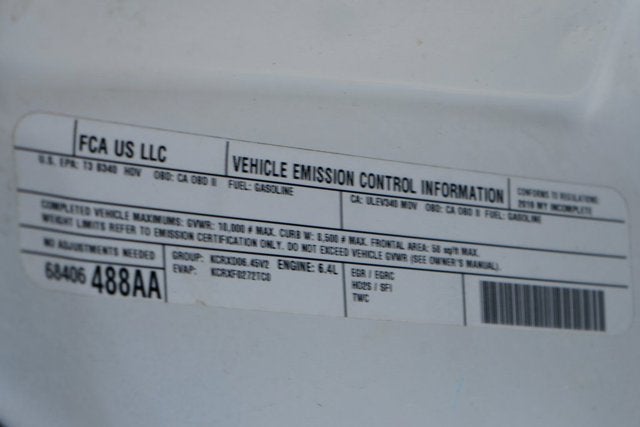 FCA US LLC
VEHICLE EMISSION CONTROL INFORMATION
CONFORMS TO REGULATIONS:
2019 MY INCOMPLETE
U.S. EPA: T3 B340 HDV OBD: CA OBD II FUEL: GASOLINE
CA: ULEV340 MDV OBD: CA OBD II FUEL: GASOLINE
COMPLETED VEHICLE MAXIMUMS: GVWR: 10,000 # MAX. CURB W: 8,500 # MAX. FRONTAL AREA: 58 sq/ft MAX.
WEIGHT LIMITS REFER TO EMISSION CERTIFICATION ONLY. DO NOT EXCEED VEHICLE GVWR (SEE OWNER'S MANUAL).
NO ADJUSTMENTS NEEDED
68406 488AA
GROUP: KCRXD06.45V2 ENGINE: 6.4L
EVAP: KCRXF0272TC0
EGR / EGRC
HO2S / SFI
TWC